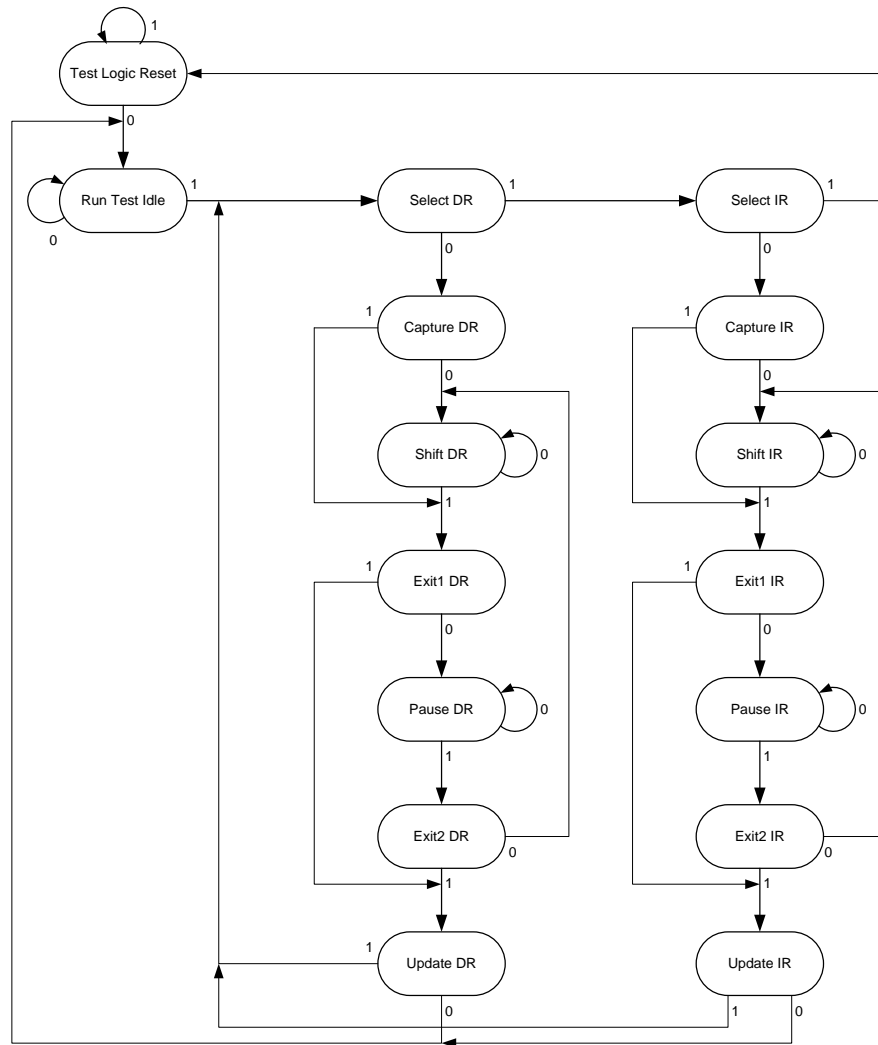 1
Test Logic Reset
0
Run Test Idle
1
0
Select DR
1
0
Select IR
1
0
Capture DR
1
0
Capture IR
1
0
Shift DR
0
1
Shift IR
0
1
Exit1 DR
1
0
Exit1 IR
1
0
Pause DR
0
1
Pause IR
0
1
Exit2 DR
0
1
Exit2 IR
0
1
Update DR
1
0
Update IR
1
0